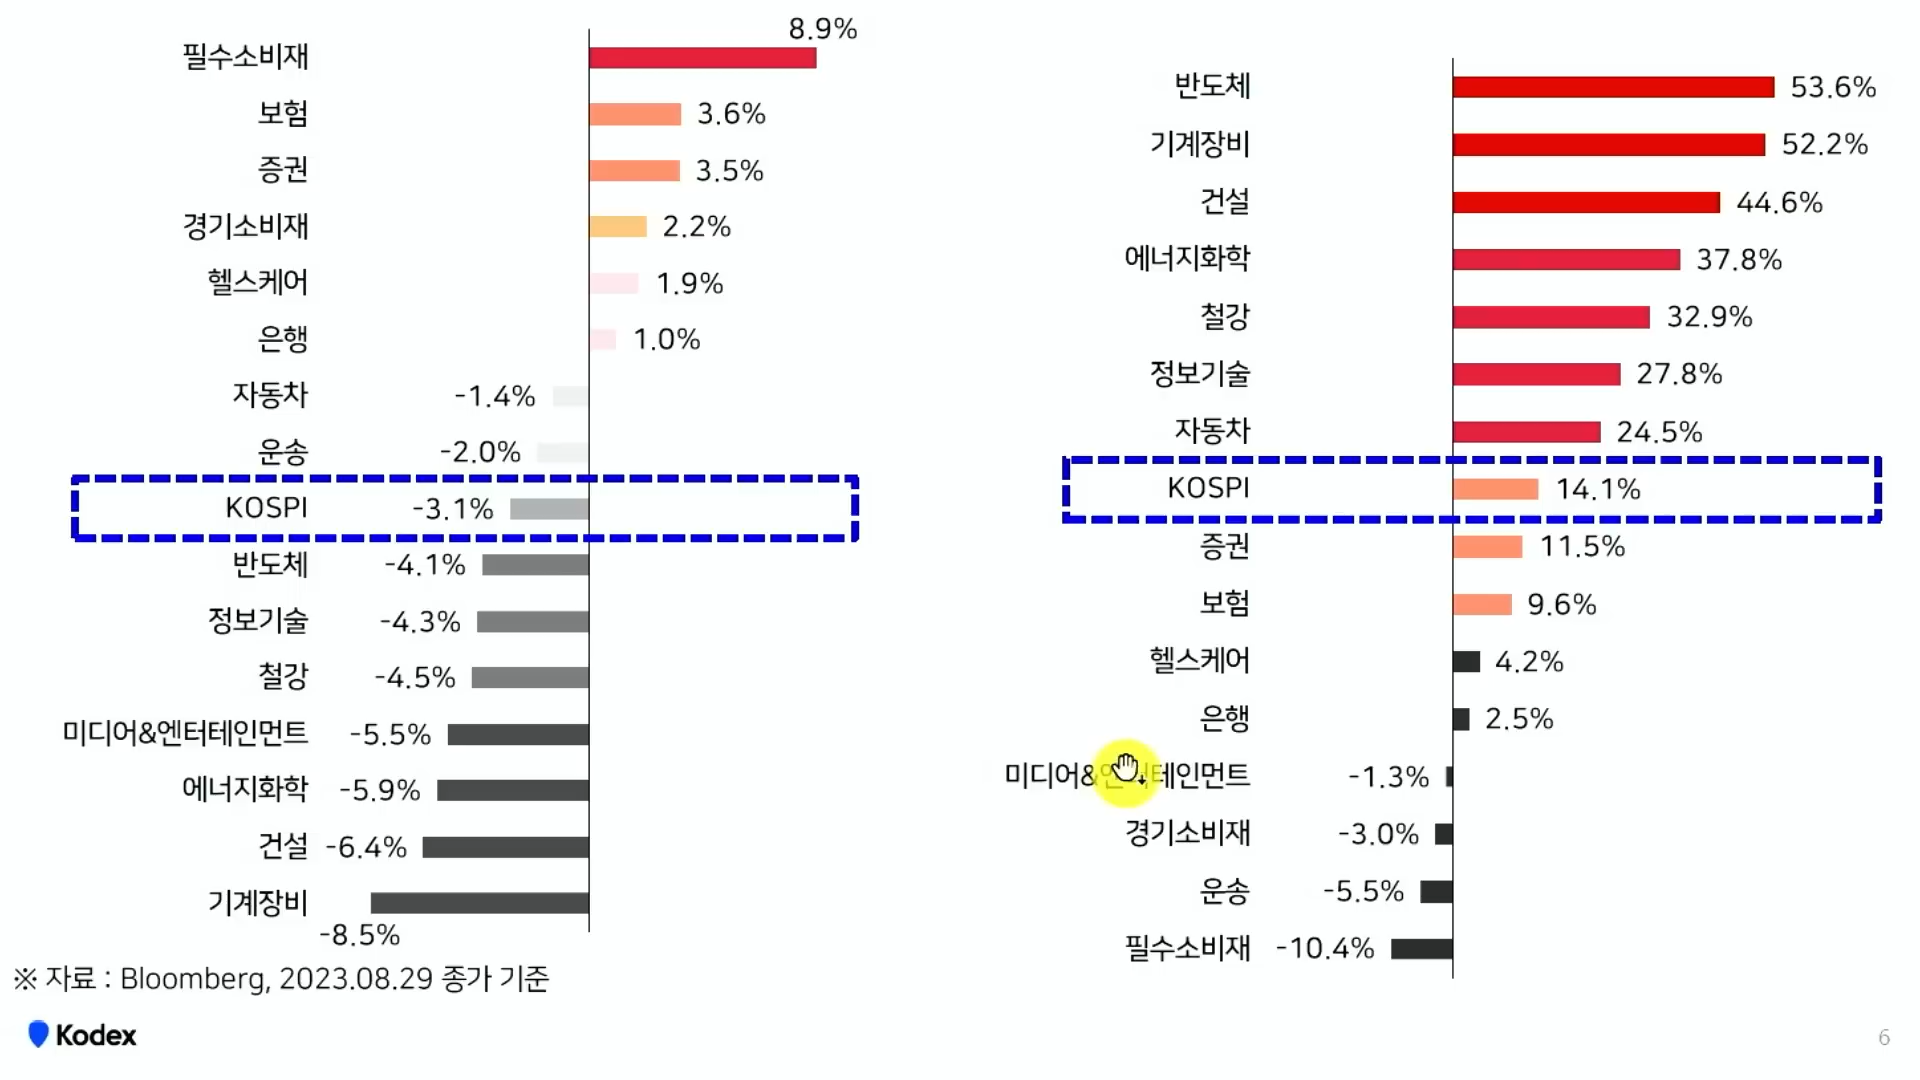 8.9%
필수소비재
보험 3.6%
증권 3.5%
경기소비재 2.2%
헬스케어 1.9%
은행 1.0%
자동차 -1.4%
운송 -2.0%
KOSPI -3.1%
반도체 -4.1%
정보기술 -4.3%
철강 -4.5%
미디어&엔터테인먼트 -5.5%
에너지화학 -5.9%
건설 -6.4%
기계장비
-8.5%
※ 자료 : Bloomberg, 2023.08.29 종가 기준
반도체 53.6%
기계장비 52.2%
건설 44.6%
에너지화학 37.8%
철강 32.9%
정보기술 27.8%
자동차 24.5%
KOSPI 14.1%
증권 11.5%
보험 9.6%
헬스케어 4.2%
은행 2.5%
미디어&엔터테인먼트 -1.3%
경기소비재 -3.0%
운송 -5.5%
필수소비재 -10.4%
Kodex
6